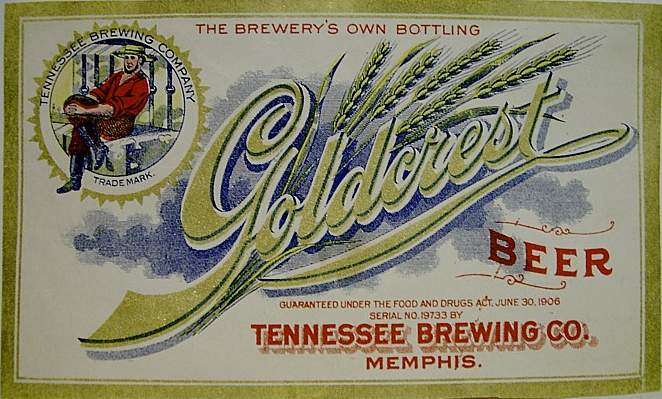 THE BREWERY'S OWN BOTTLING
TENNESSEE BREWING COMPANY
TRADE MARK.
Goldcrest
BEER
GUARANTEED UNDER THE FOOD AND DRUGS ACT, JUNE 30, 1906
SERIAL NO. 19733 BY
TENNESSEE BREWING CO.
MEMPHIS.